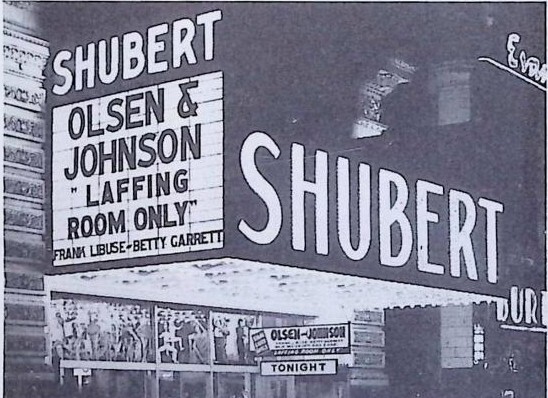 SHUBERT
OLSEN &
JOHNSON
"LAFFING
ROOM ONLY"
FRANK LIBUSE - BETTY GARRETT
SHUBERT
OLSEN-JOHNSON
LAFFING ROOM ONLY
TONIGHT